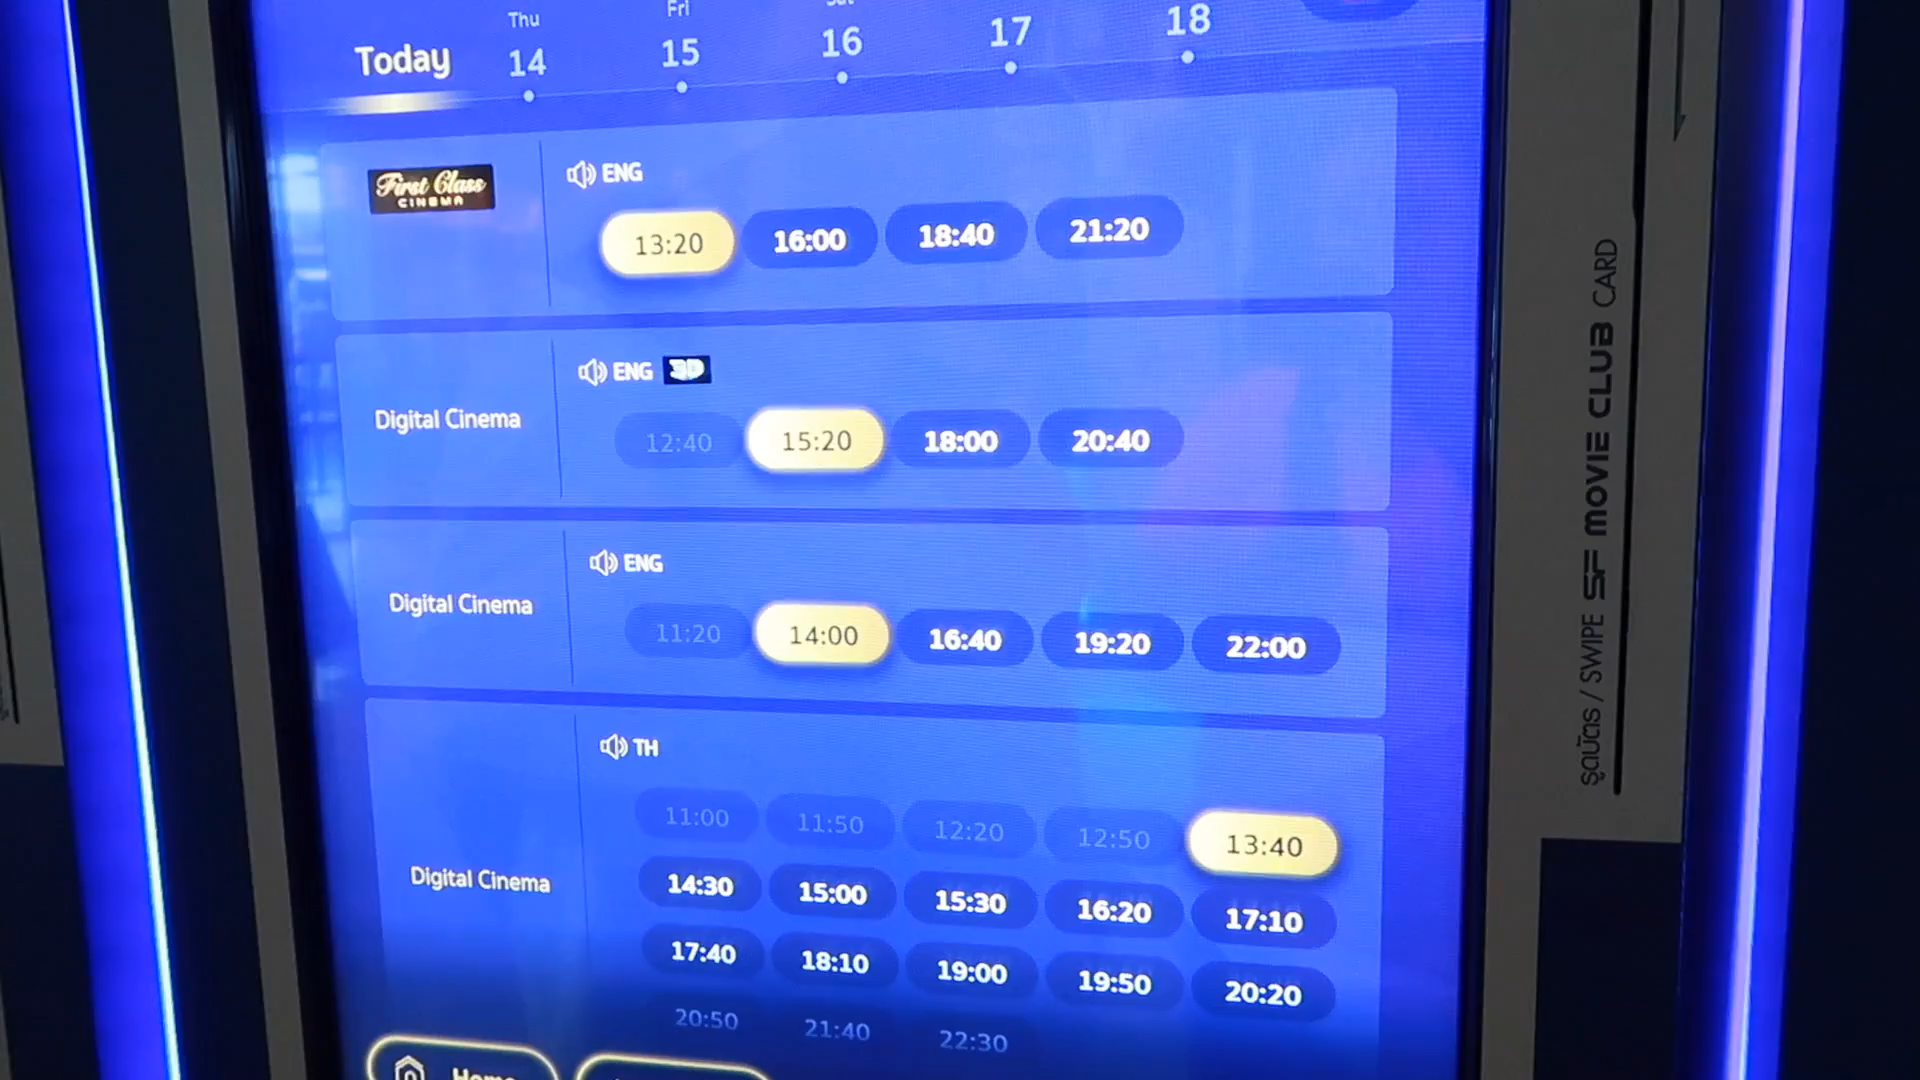 Thu Fri Sat
Today 14 15 16 17 18
First Class
CINEMA
ENG
13:20 16:00 18:40 21:20
ENG 3D
Digital Cinema
12:40 15:20 18:00 20:40
ENG
Digital Cinema
11:20 14:00 16:40 19:20 22:00
TH
11:00 11:50 12:20 12:50 13:40
Digital Cinema
14:30 15:00 15:30 16:20 17:10
17:40 18:10 19:00 19:50 20:20
20:50 21:40 22:30
Home
รูดบัตร / SWIPE SF MOVIE CLUB CARD